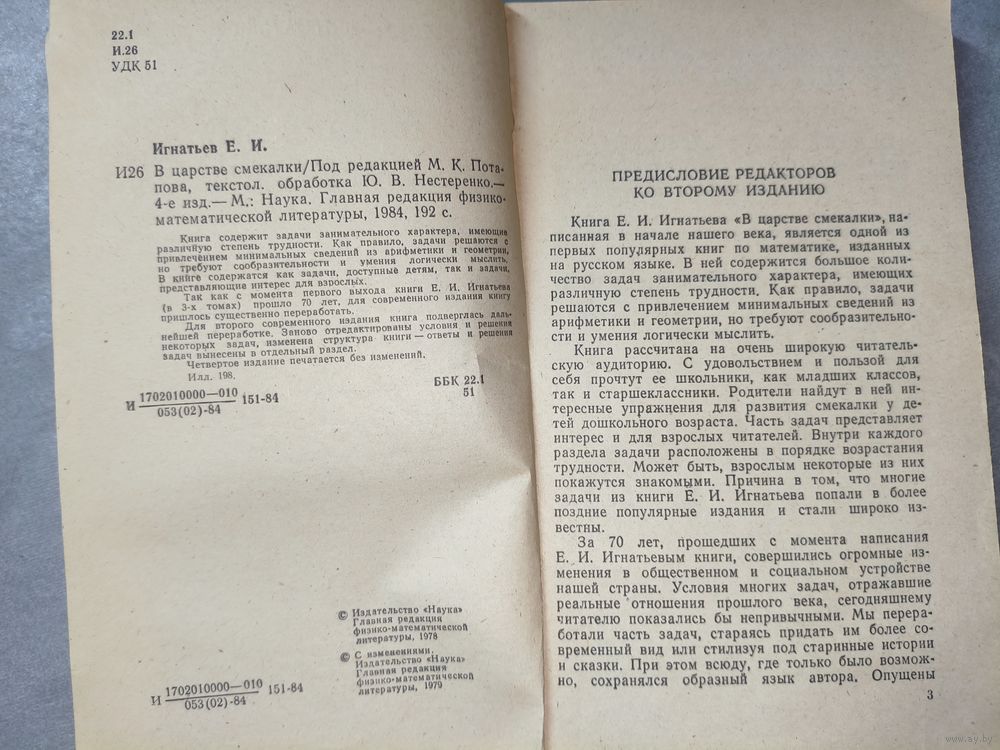 22.1
И.26
УДК 51
Игнатьев Е. И.
И26 В царстве смекалки/Под редакцией М. К. Пота-
пова, текстол. обработка Ю. В. Нестеренко.—
4-е изд.— М.: Наука. Главная редакция физико-
математической литературы, 1984, 192 с.
Книга содержит задачи занимательного характера, имеющие
различную степень трудности. Как правило, задачи решаются с
привлечением минимальных сведений из арифметики и геометрии,
но требуют сообразительности и умения логически мыслить.
В книге содержатся как задачи, доступные детям, так и задачи,
представляющие интерес для взрослых.
Так как с момента первого выхода книги Е. И. Игнатьева
(в 3-х томах) прошло 70 лет, для современного издания книгу
пришлось существенно переработать.
Для второго современного издания книга подверглась даль-
нейшей переработке. Заново отредактированы условия и решения
некоторых задач, изменена структура книги — ответы и решения
задач вынесены в отдельный раздел.
Четвертое издание печатается без изменений.
Илл. 198.
ББК 22.1
51
И 1702010000—010
053(02)-84 151-84
© Издательство «Наука»
Главная редакция
физико-математической
литературы, 1978
© С изменениями.
Издательство «Наука»
Главная редакция
физико-математической
литературы, 1979
И 1702010000—010
053(02)-84 151-84
ПРЕДИСЛОВИЕ РЕДАКТОРОВ
КО ВТОРОМУ ИЗДАНИЮ
Книга Е. И. Игнатьева «В царстве смекалки», на-
писанная в начале нашего века, является одной из
первых популярных книг по математике, изданных
на русском языке. В ней содержится большое коли-
чество задач занимательного характера, имеющих
различную степень трудности. Как правило, задачи
решаются с привлечением минимальных сведений из
арифметики и геометрии, но требуют сообразительно-
сти и умения логически мыслить.
Книга рассчитана на очень широкую читатель-
скую аудиторию. С удовольствием и пользой для
себя прочтут ее школьники, как младших классов,
так и старшеклассники. Родители найдут в ней ин-
тересные упражнения для развития смекалки у де-
тей дошкольного возраста. Часть задач представляет
интерес и для взрослых читателей. Внутри каждого
раздела задачи расположены в порядке возрастания
трудности. Может быть, взрослым некоторые из них
покажутся знакомыми. Причина в том, что многие
задачи из книги Е. И. Игнатьева попали в более
поздние популярные издания и стали широко из-
вестны.
За 70 лет, прошедших с момента написания
Е. И. Игнатьевым книги, совершились огромные из-
менения в общественном и социальном устройстве
нашей страны. Условия многих задач, отражавшие
реальные отношения прошлого века, сегодняшнему
читателю показались бы непривычными. Мы перера-
ботали часть задач, стараясь придать им более со-
временный вид или стилизуя под старинные истории
и сказки. При этом всюду, где только было возмож-
но, сохранялся образный язык автора. Опущены
3
www.ay.by